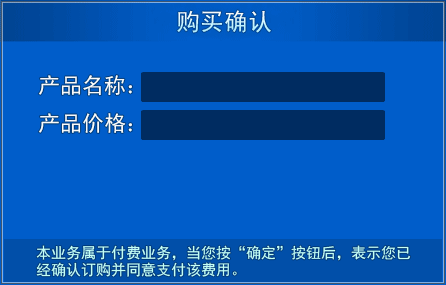 购买确认
产品名称：
产品价格：
本业务属于付费业务，当您按“确定”按钮后，表示您已
经确认订购并同意支付该费用。